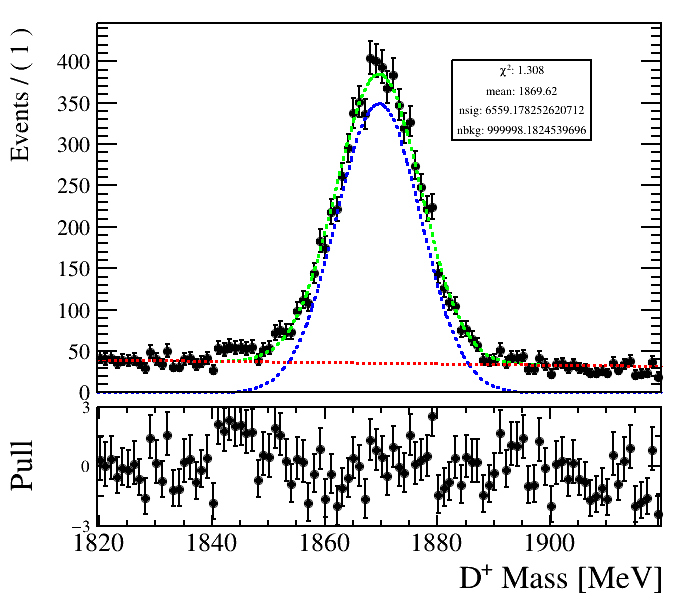 Events / ( 1 )
400
350
300
250
200
150
100
50
0
χ²: 1.308
mean: 1869.62
nsig: 6559.178252620712
nbkg: 999998.1824539696
Pull
3
0
−3
1820 1840 1860 1880 1900
D⁺ Mass [MeV]